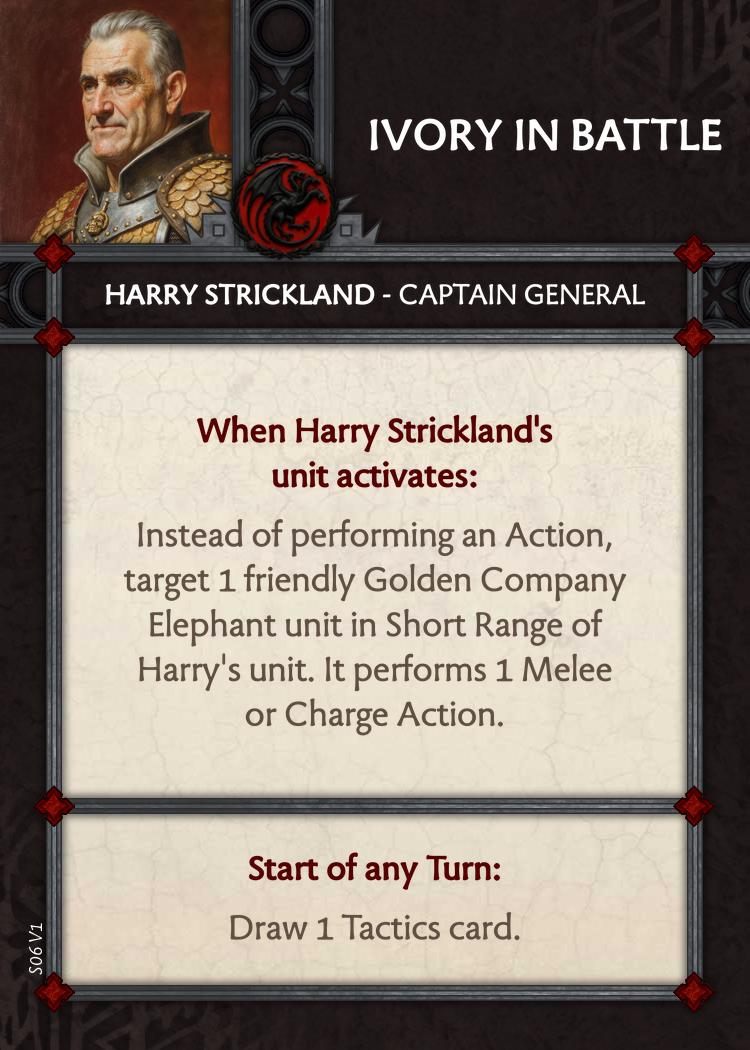 IVORY IN BATTLE
HARRY STRICKLAND - CAPTAIN GENERAL
When Harry Strickland's
unit activates:
Instead of performing an Action,
target 1 friendly Golden Company
Elephant unit in Short Range of
Harry's unit. It performs 1 Melee
or Charge Action.
Start of any Turn:
Draw 1 Tactics card.
S06 V1